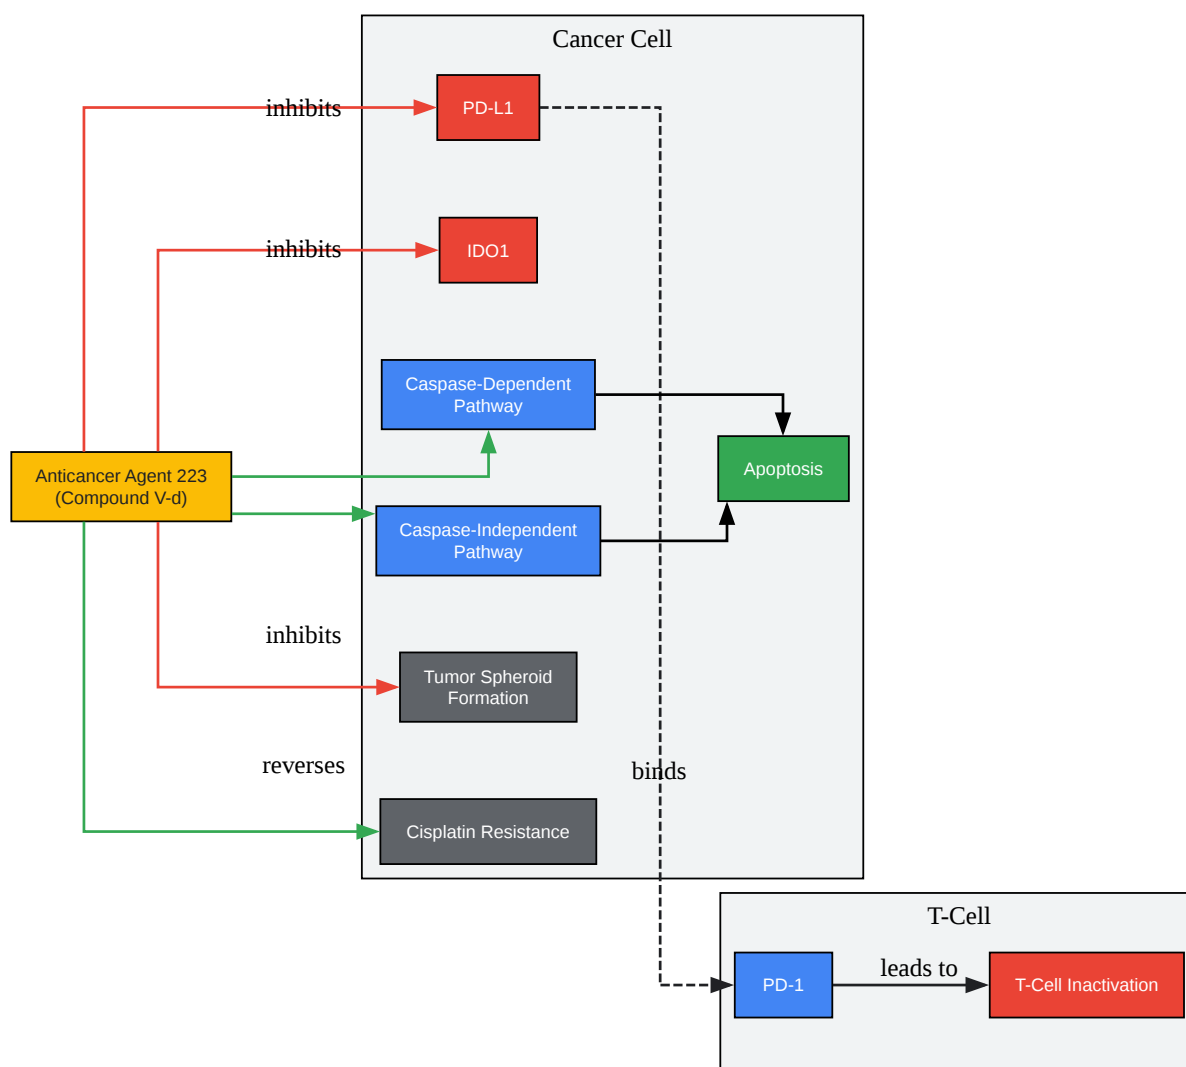 Cancer Cell
inhibits
PD-L1
inhibits
IDO1
Caspase-Dependent
Pathway
Anticancer Agent 223
(Compound V-d)
Apoptosis
Caspase-Independent
Pathway
inhibits
Tumor Spheroid
Formation
reverses
binds
Cisplatin Resistance
T-Cell
PD-1
leads to
T-Cell Inactivation